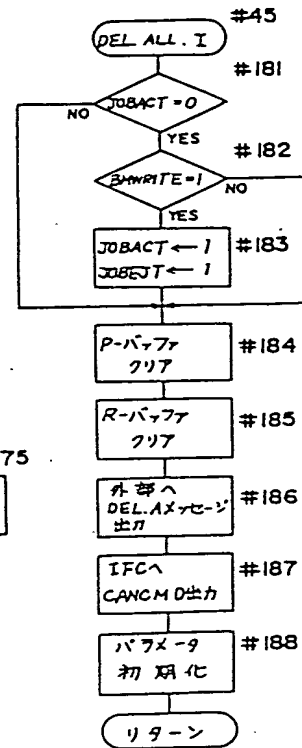 #45
DEL ALL. I
#181
JOBACT=0
NO
YES
#182
BMWRITE=1
NO
YES
JOBACT ← 1
JOBEJT ← 1
#183
P-バッファ
クリア
#184
R-バッファ
クリア
#185
75
外部へ
DEL.Aメッセージ
出力
#186
IFCへ
CANCMD出力
#187
パラメータ
初期化
#188
リターン